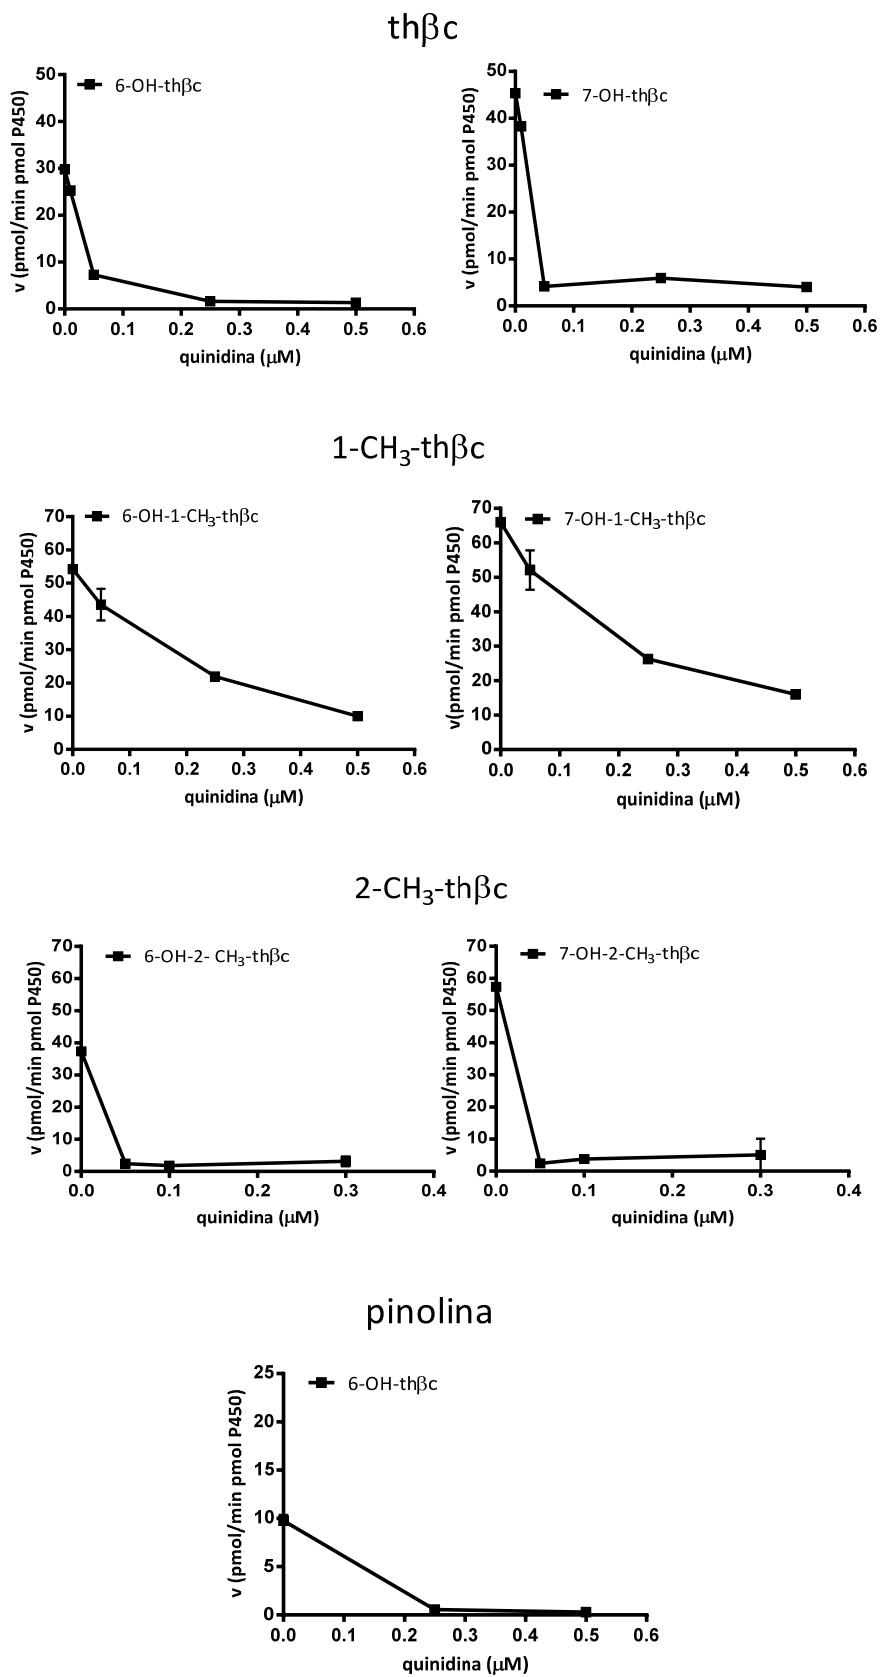 thβc
6-OH-thβc
v (pmol/min pmol P450)
50
40
30
20
10
0
0.0 0.1 0.2 0.3 0.4 0.5 0.6
quinidina (μM)
7-OH-thβc
v (pmol/min pmol P450)
50
40
30
20
10
0
0.0 0.1 0.2 0.3 0.4 0.5 0.6
quinidina (μM)
1-CH₃-thβc
6-OH-1-CH₃-thβc
v (pmol/min pmol P450)
70
60
50
40
30
20
10
0
0.0 0.1 0.2 0.3 0.4 0.5 0.6
quinidina (μM)
7-OH-1-CH₃-thβc
v(pmol/min pmol P450)
70
60
50
40
30
20
10
0
0.0 0.1 0.2 0.3 0.4 0.5 0.6
quinidina (μM)
2-CH₃-thβc
6-OH-2- CH₃-thβc
v (pmol/min pmol P450)
70
60
50
40
30
20
10
0
0.0 0.1 0.2 0.3 0.4
quinidina (μM)
7-OH-2-CH₃-thβc
v (pmol/min pmol P450)
70
60
50
40
30
20
10
0
0.0 0.1 0.2 0.3 0.4
quinidina (μM)
pinolina
6-OH-thβc
v (pmol/min pmol P450)
25
20
15
10
5
0
0.0 0.1 0.2 0.3 0.4 0.5 0.6
quinidina (μM)